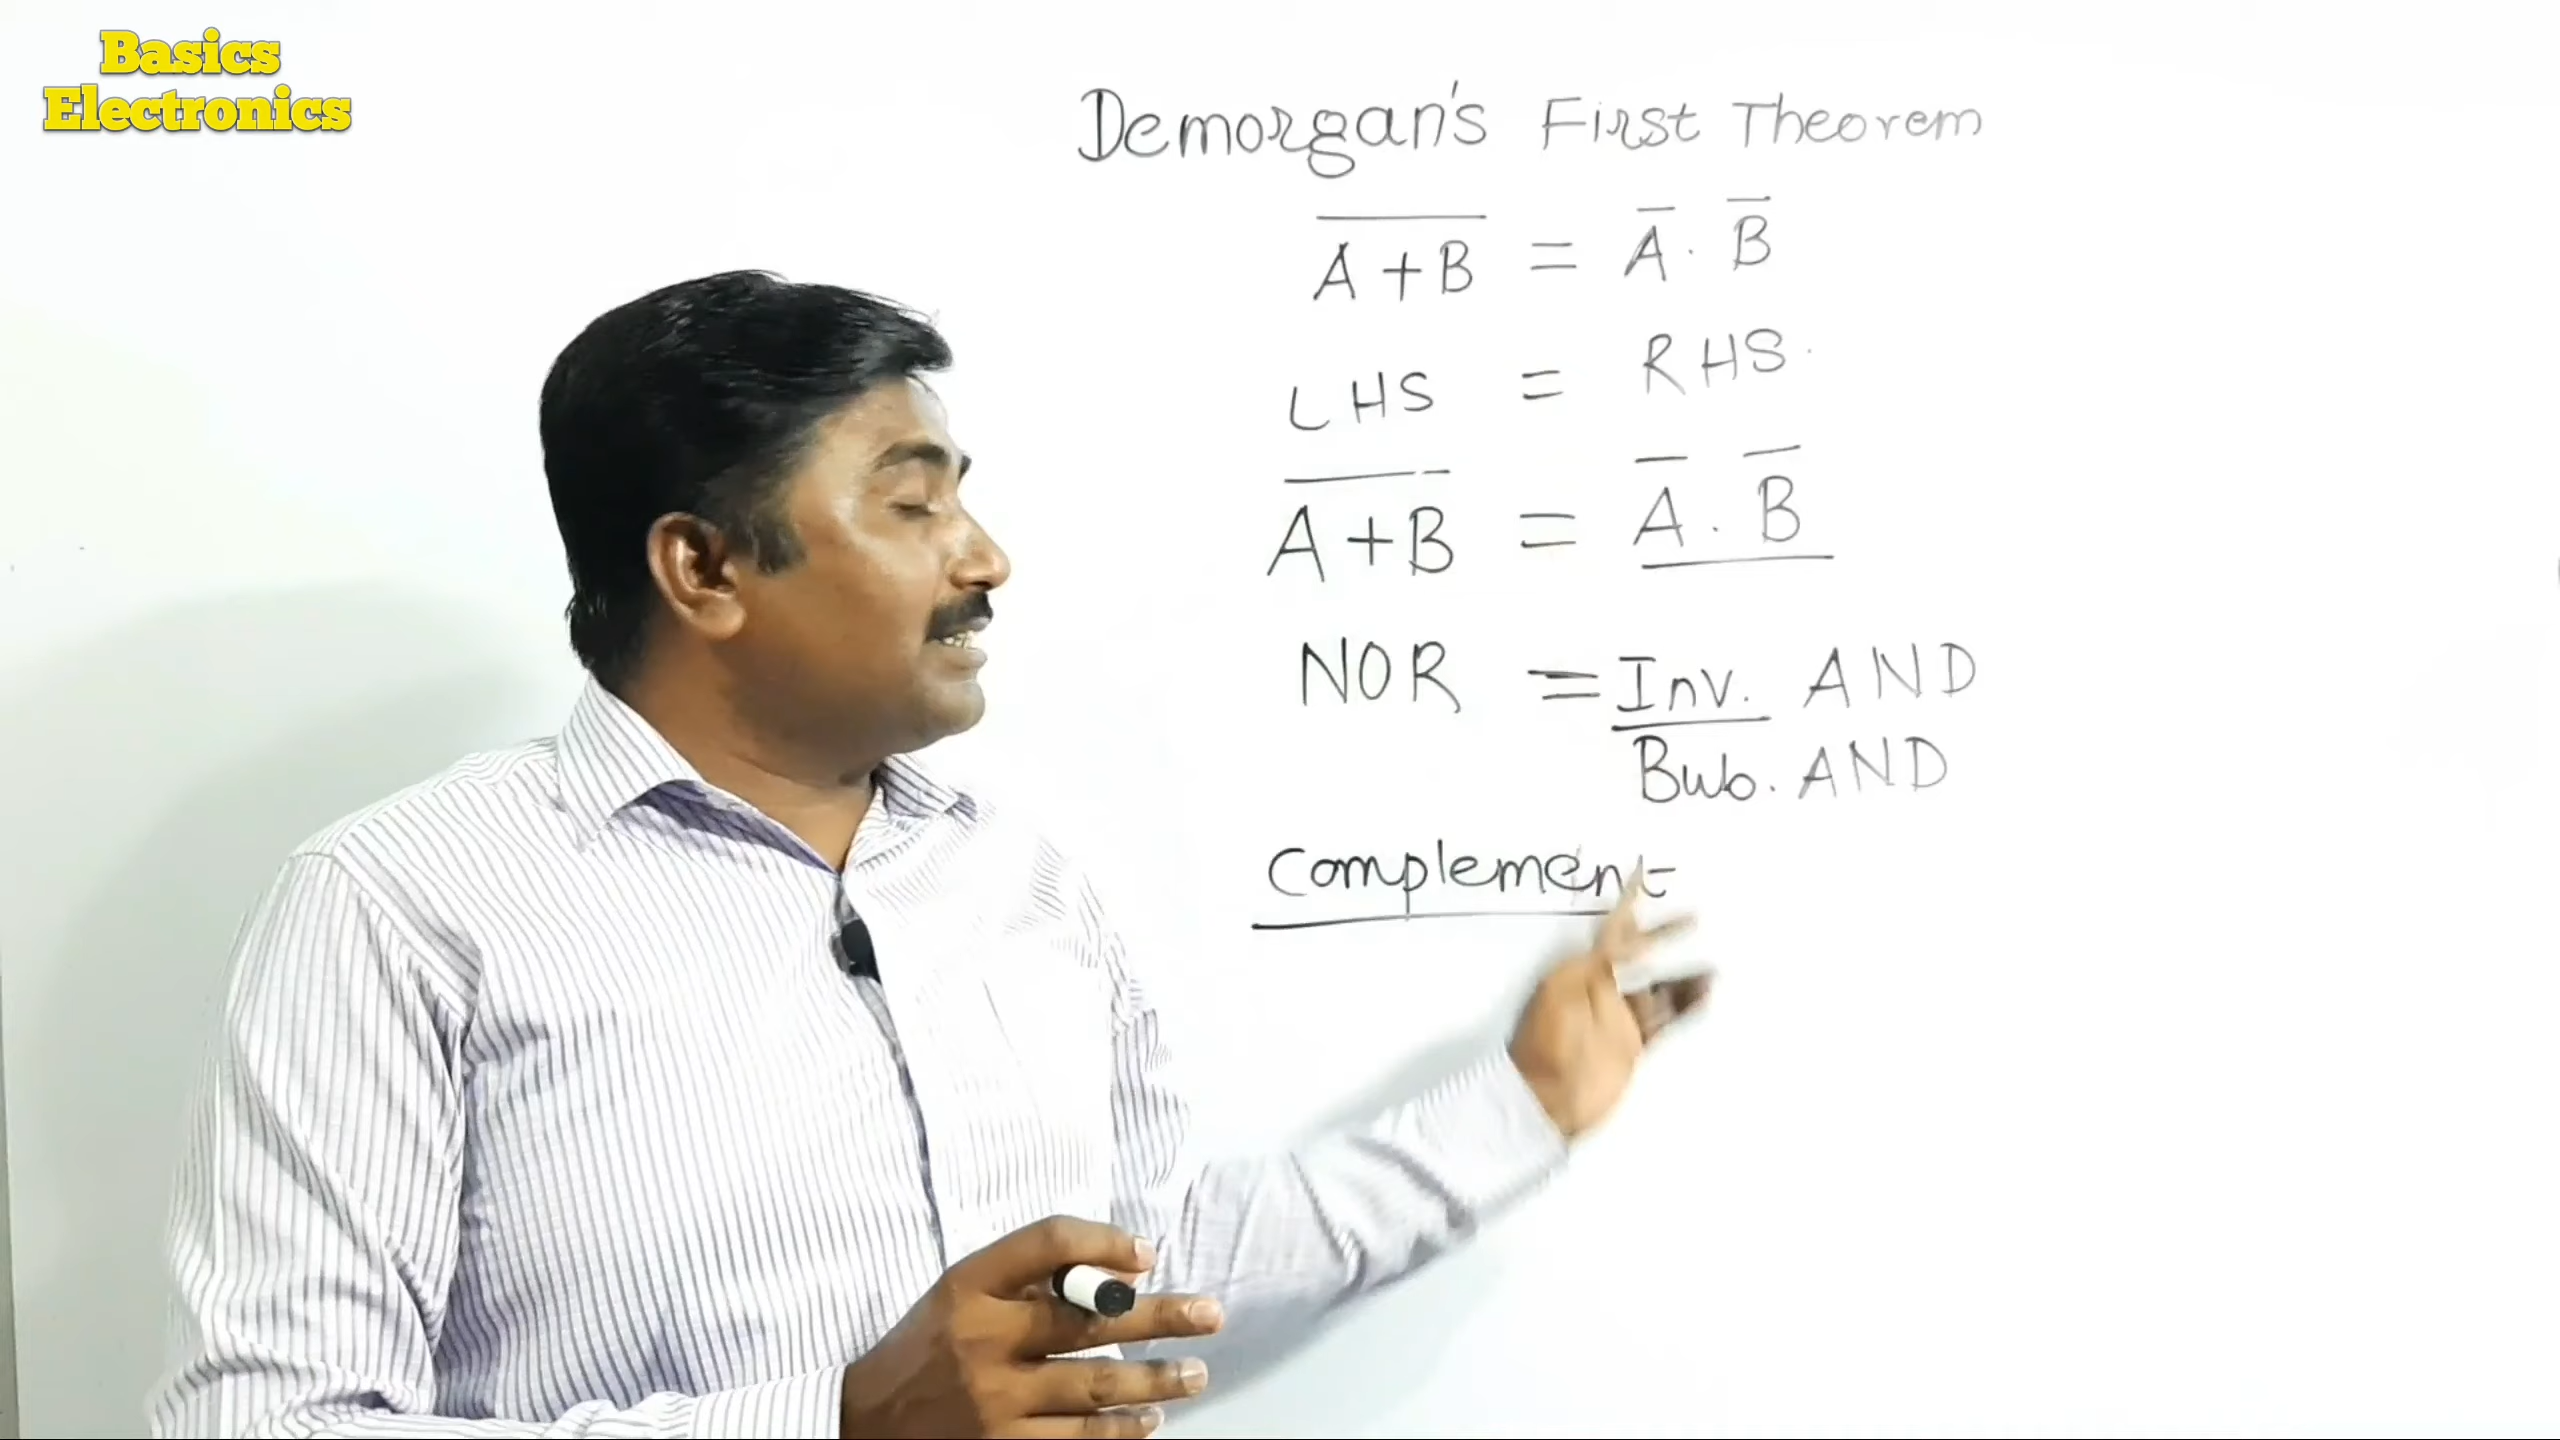 Basics
Electronics
Demorgan's First Theorem
A̅ ̅+̅ ̅B̅ = A̅ . B̅
LHS = RHS.
A̅ ̅+̅ ̅B̅ = A̅ . B̅
NOR = Inv. AND
Bub. AND
Complement